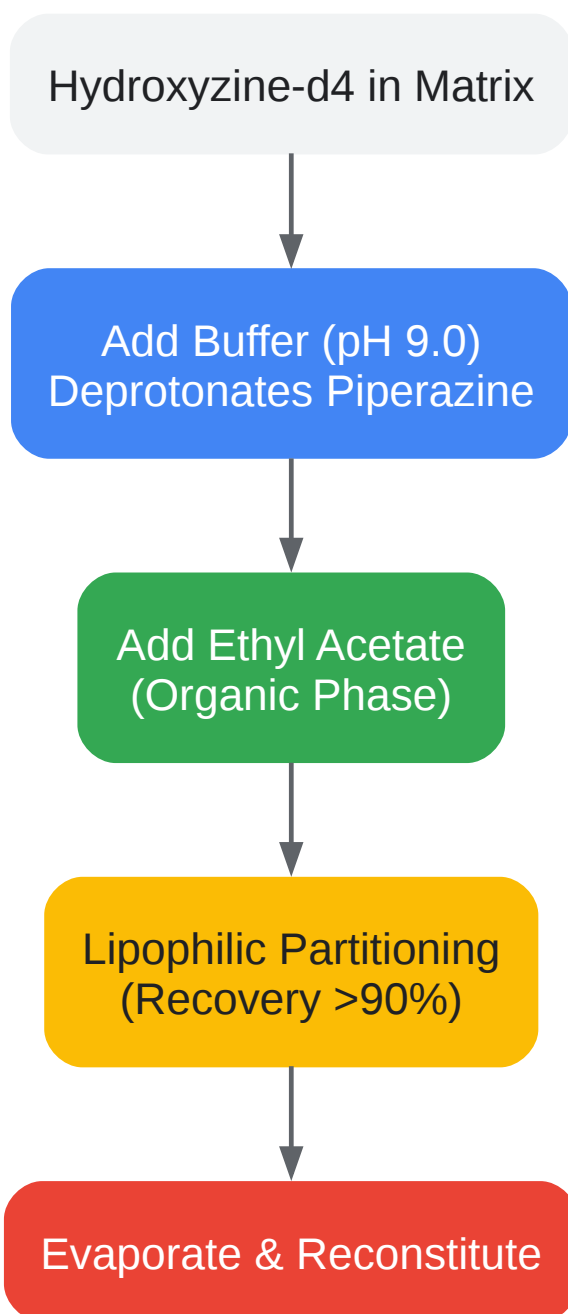 Hydroxyzine-d4 in Matrix
Add Buffer (pH 9.0)
Deprotonates Piperazine
Add Ethyl Acetate
(Organic Phase)
Lipophilic Partitioning
(Recovery >90%)
Evaporate & Reconstitute